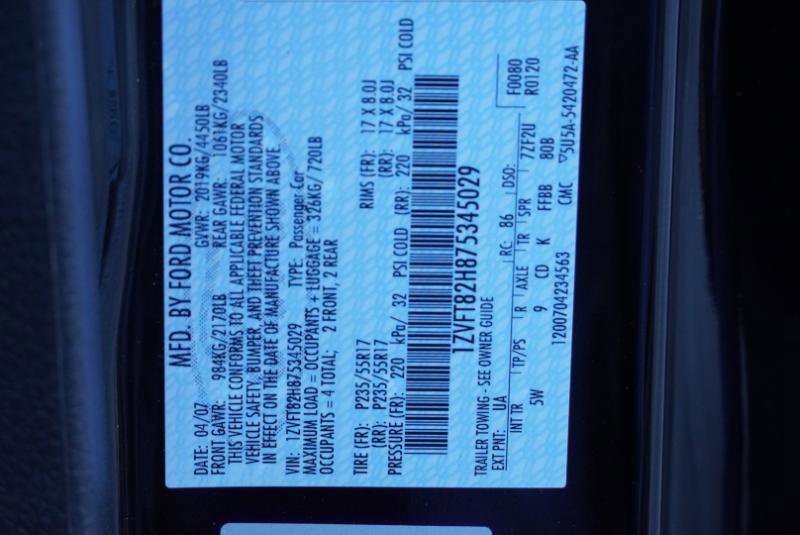 MFD. BY FORD MOTOR CO.
DATE: 04/07 GVWR: 2019KG/4450LB
FRONT GAWR: 984KG/2170LB REAR GAWR: 1061KG/2340LB
THIS VEHICLE CONFORMS TO ALL APPLICABLE FEDERAL MOTOR
VEHICLE SAFETY, BUMPER, AND THEFT PREVENTION STANDARDS
IN EFFECT ON THE DATE OF MANUFACTURE SHOWN ABOVE.
VIN: 1ZVFT82H875345029 TYPE: Passenger Car
MAXIMUM LOAD = OCCUPANTS + LUGGAGE = 326KG/720LB
OCCUPANTS = 4 TOTAL; 2 FRONT, 2 REAR
TIRE (FR): P235/55R17 RIMS (FR): 17 X 8.0J
(RR): P235/55R17 (RR): 17 X 8.0J
PRESSURE (FR): 220 kPa/ 32 PSI COLD (RR): 220 kPa/ 32 PSI COLD
1ZVFT82H875345029
TRAILER TOWING - SEE OWNER GUIDE
F0080
R0120
EXT PNT: UA RC: 86 DSO:
INT TR TP/PS R AXLE TR SPR 7ZF2U
5W 9 CD K FFBB 80B
1200704234563 CMC ▽5U5A-5420472-AA